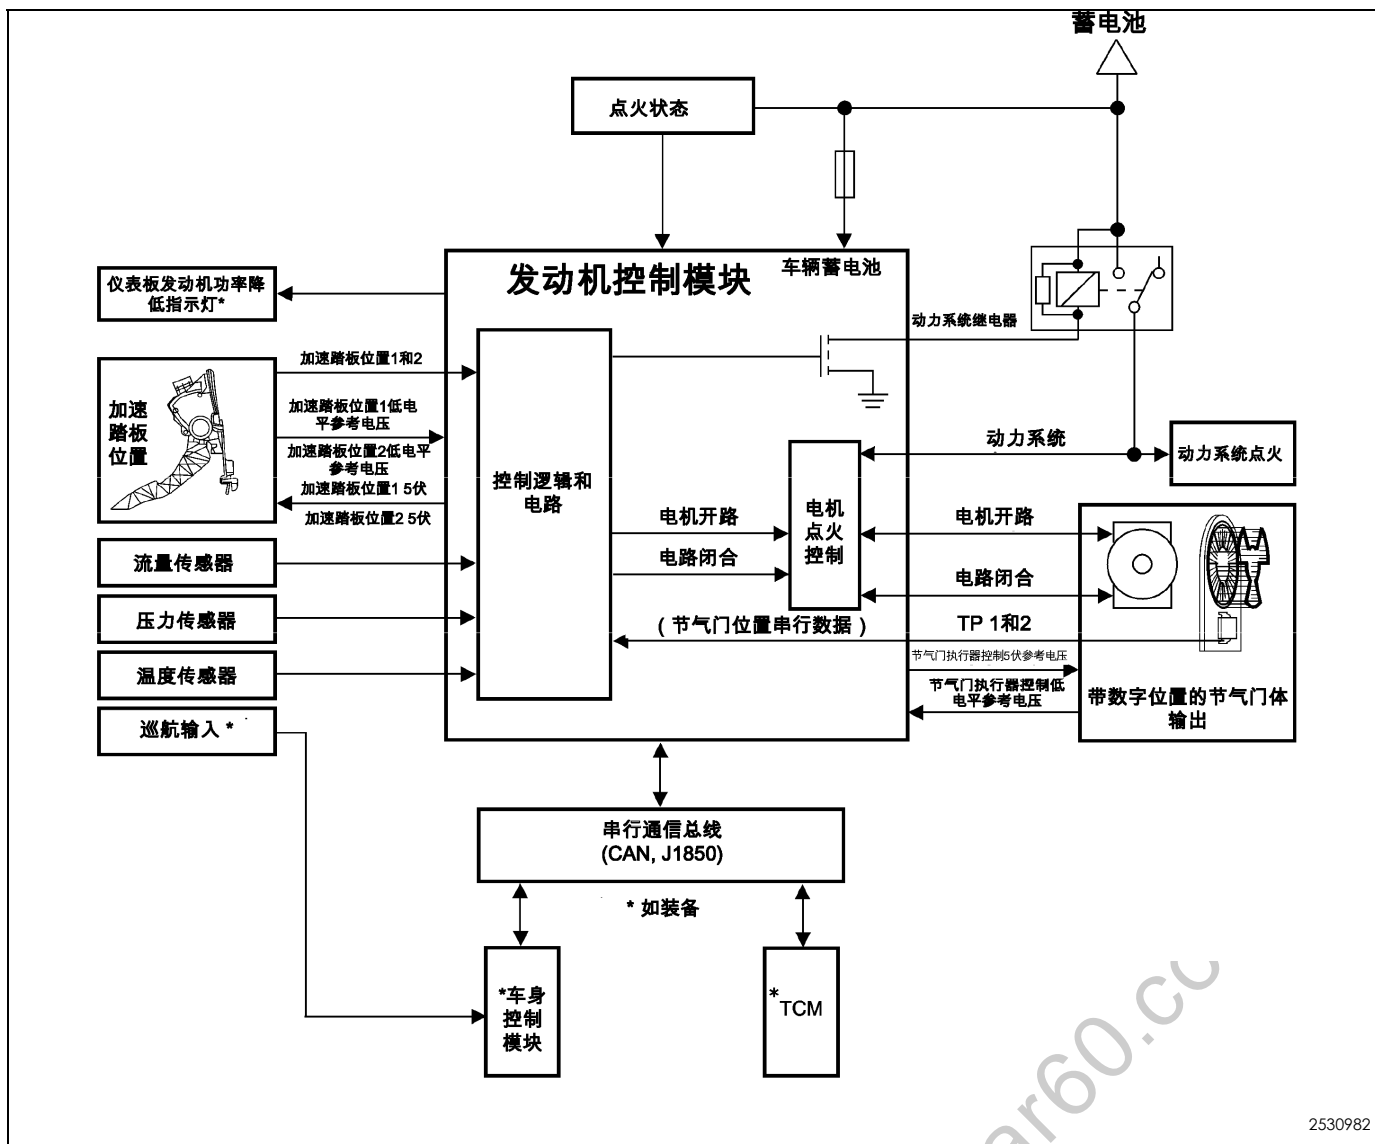 蓄电池
点火状态
发动机控制模块
车辆蓄电池
仪表板发动机功率降
低指示灯*
动力系统继电器
加速踏板位置1和2
加速
踏板
位置
加速踏板位置1低电
平参考电压
加速踏板位置2低电平
参考电压
加速踏板位置1 5伏
加速踏板位置2 5伏
控制逻辑和
电路
动力系统
动力系统点火
电机开路
电路闭合
电机
点火
控制
电机开路
电路闭合
流量传感器
压力传感器
温度传感器
巡航输入 *
(节气门位置串行数据)
TP 1和2
节气门执行器控制5伏参考电压
节气门执行器控制低
电平参考电压
带数字位置的节气门体
输出
串行通信总线
(CAN, J1850)
* 如装备
*车身
控制
模块
*TCM
ar60.cc
2530982